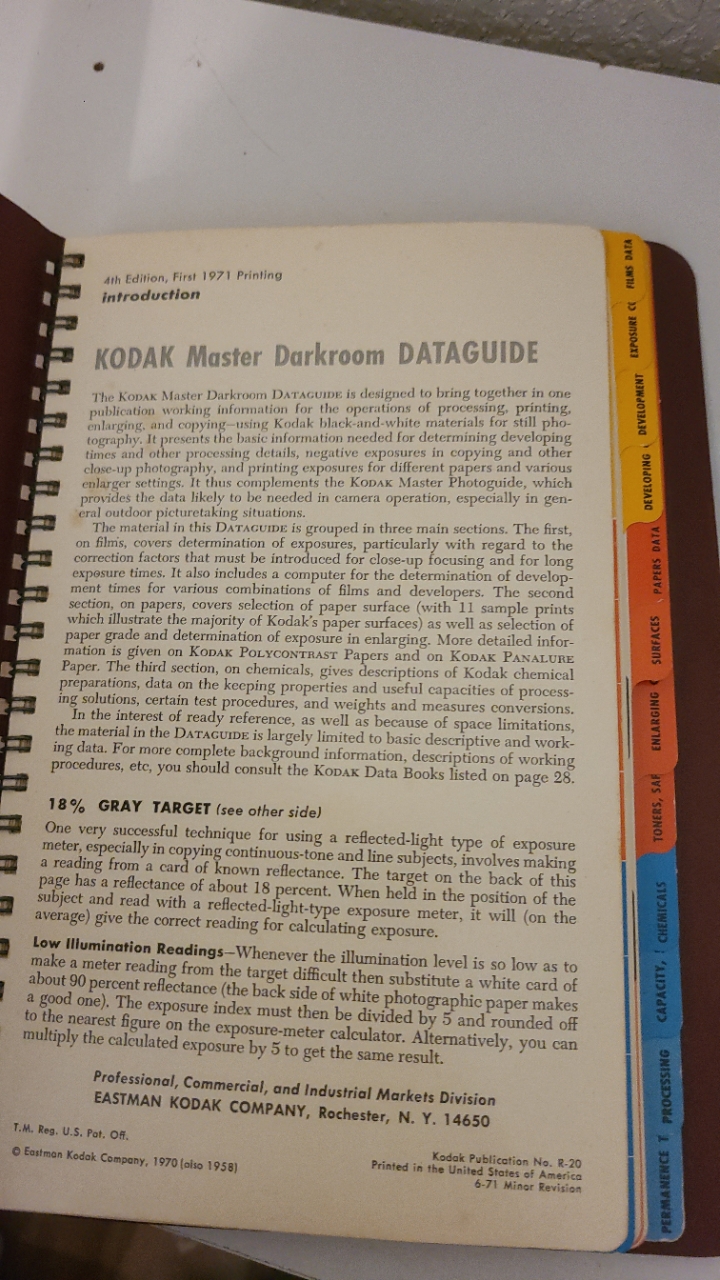 4th Edition, First 1971 Printing
introduction
KODAK Master Darkroom DATAGUIDE
The KODAK Master Darkroom DATAGUIDE is designed to bring together in one
publication working information for the operations of processing, printing,
enlarging, and copying—using Kodak black-and-white materials for still pho-
tography. It presents the basic information needed for determining developing
times and other processing details, negative exposures in copying and other
close-up photography, and printing exposures for different papers and various
enlarger settings. It thus complements the KODAK Master Photoguide, which
provides the data likely to be needed in camera operation, especially in gen-
eral outdoor picturetaking situations.
The material in this DATAGUIDE is grouped in three main sections. The first,
on films, covers determination of exposures, particularly with regard to the
correction factors that must be introduced for close-up focusing and for long
exposure times. It also includes a computer for the determination of develop-
ment times for various combinations of films and developers. The second
section, on papers, covers selection of paper surface (with 11 sample prints
which illustrate the majority of Kodak's paper surfaces) as well as selection of
paper grade and determination of exposure in enlarging. More detailed infor-
mation is given on KODAK POLYCONTRAST Papers and on KODAK PANALURE
Paper. The third section, on chemicals, gives descriptions of Kodak chemical
preparations, data on the keeping properties and useful capacities of process-
ing solutions, certain test procedures, and weights and measures conversions.
In the interest of ready reference, as well as because of space limitations,
the material in the DATAGUIDE is largely limited to basic descriptive and work-
ing data. For more complete background information, descriptions of working
procedures, etc, you should consult the KODAK Data Books listed on page 28.
18% GRAY TARGET (see other side)
One very successful technique for using a reflected-light type of exposure
meter, especially in copying continuous-tone and line subjects, involves making
a reading from a card of known reflectance. The target on the back of this
page has a reflectance of about 18 percent. When held in the position of the
subject and read with a reflected-light-type exposure meter, it will (on the
average) give the correct reading for calculating exposure.
Low Illumination Readings—Whenever the illumination level is so low as to
make a meter reading from the target difficult then substitute a white card of
about 90 percent reflectance (the back side of white photographic paper makes
a good one). The exposure index must then be divided by 5 and rounded off
to the nearest figure on the exposure-meter calculator. Alternatively, you can
multiply the calculated exposure by 5 to get the same result.
Professional, Commercial, and Industrial Markets Division
EASTMAN KODAK COMPANY, Rochester, N. Y. 14650
T.M. Reg. U.S. Pat. Off.
© Eastman Kodak Company, 1970 (also 1958)
Kodak Publication No. R-20
Printed in the United States of America
6-71 Minor Revision
FILMS DATA
EXPOSURE
DEVELOPMENT
DEVELOPING
PAPERS DATA
SURFACES
ENLARGING
TONERS,
CHEMICALS
CAPACITY,
PROCESSING
PERMANENCE